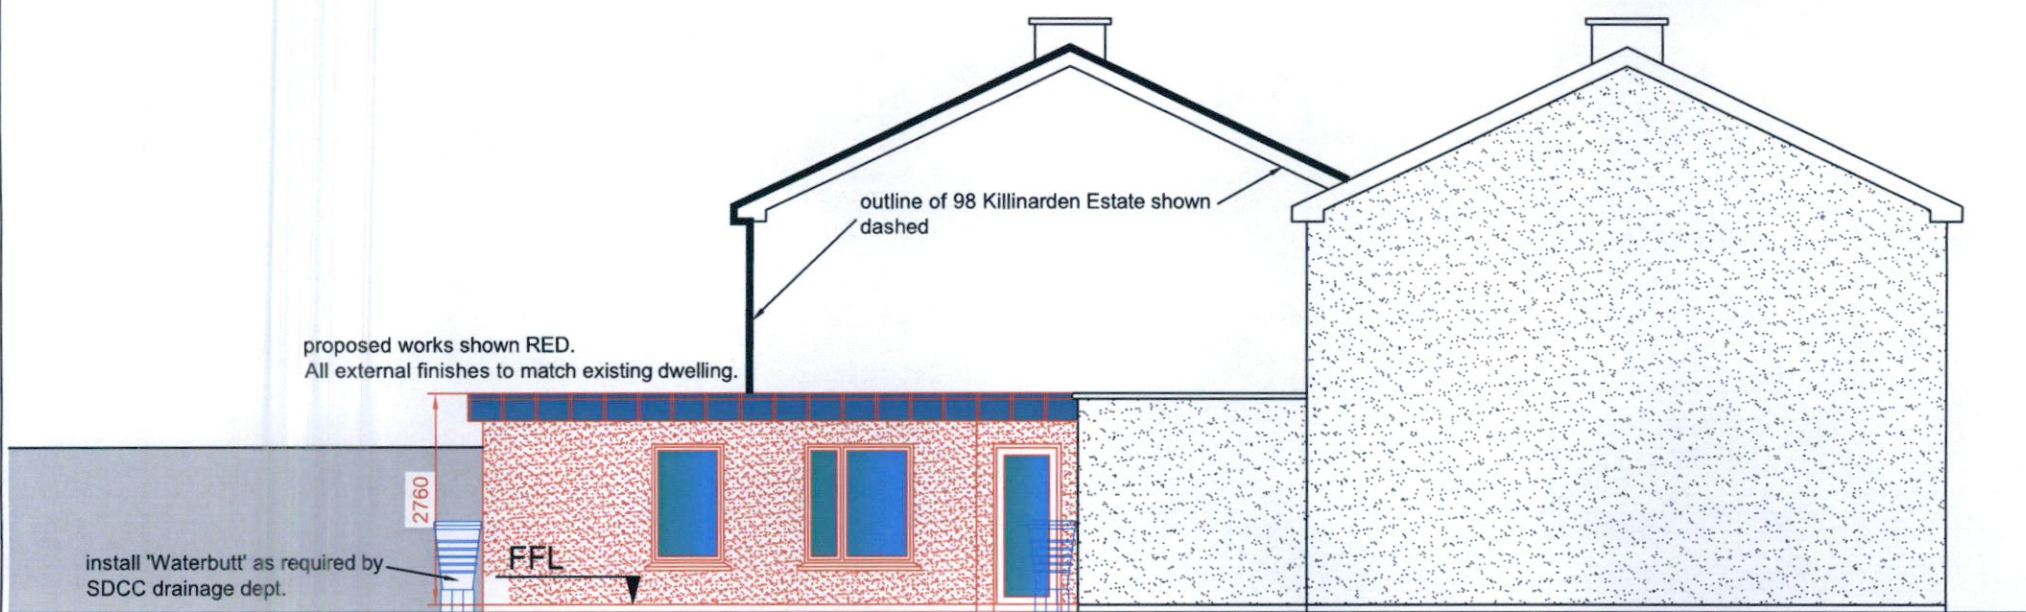 outline of 98 Killinarden Estate shown
dashed
proposed works shown RED.
All external finishes to match existing dwelling.
2760
FFL
install 'Waterbutt' as required by
SDCC drainage dept.